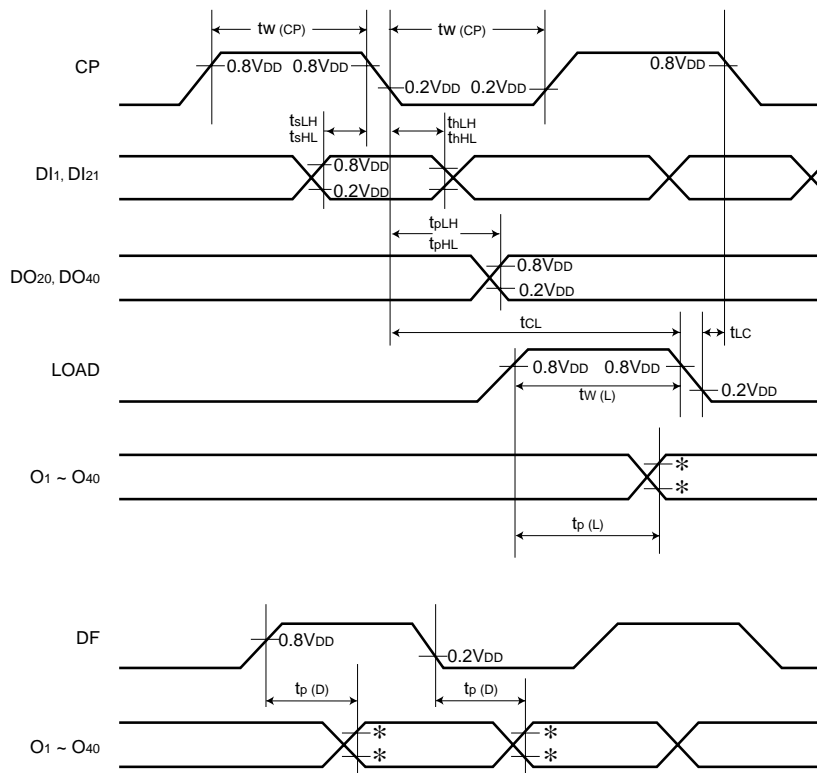 tW (CP) tW (CP)
CP
0.8VDD 0.8VDD 0.8VDD
0.2VDD 0.2VDD
tsLH thLH
tsHL thHL
DI1, DI21
0.8VDD
0.2VDD
tpLH
tpHL
DO20, DO40
0.8VDD
0.2VDD
tCL tLC
LOAD
0.8VDD 0.8VDD
0.2VDD
tW (L)
O1 ~ O40
*
*
tp (L)
DF
0.8VDD
0.2VDD
tp (D) tp (D)
O1 ~ O40
* *
* *